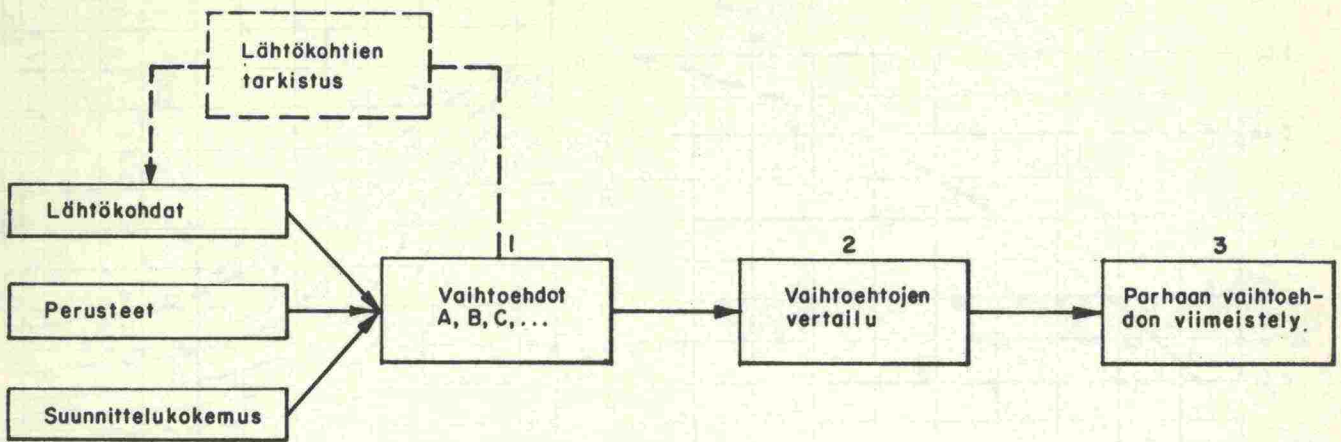 Lähtökohtien
tarkistus
Lähtökohdat
Perusteet
Suunnittelukokemus
1
Vaihtoehdot
A, B, C, ...
2
Vaihtoehtojen
vertailu
3
Parhaan vaihtoeh-
don viimeistely.